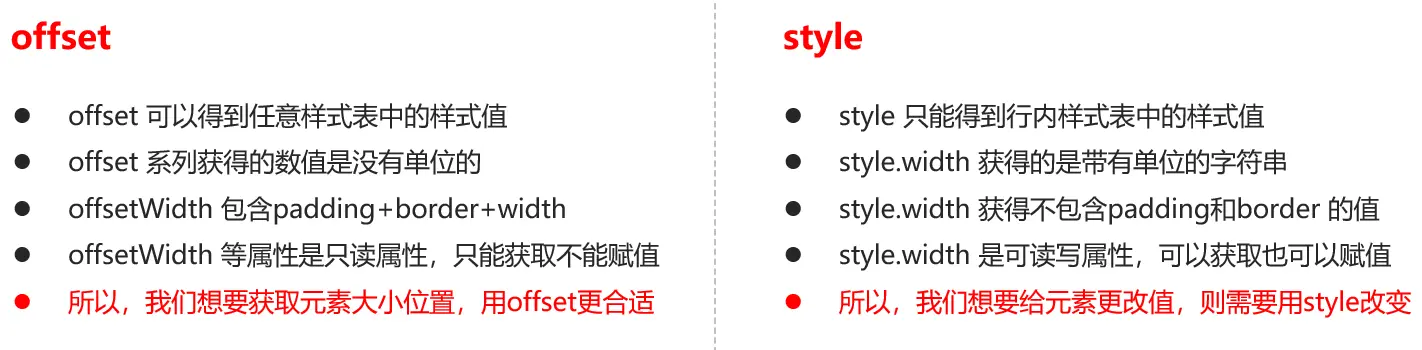 offset
● offset 可以得到任意样式表中的样式值
● offset 系列获得的数值是没有单位的
● offsetWidth 包含padding+border+width
● offsetWidth 等属性是只读属性，只能获取不能赋值
● 所以，我们想要获取元素大小位置，用offset更合适
style
● style 只能得到行内样式表中的样式值
● style.width 获得的是带有单位的字符串
● style.width 获得不包含padding和border 的值
● style.width 是可读写属性，可以获取也可以赋值
● 所以，我们想要给元素更改值，则需要用style改变